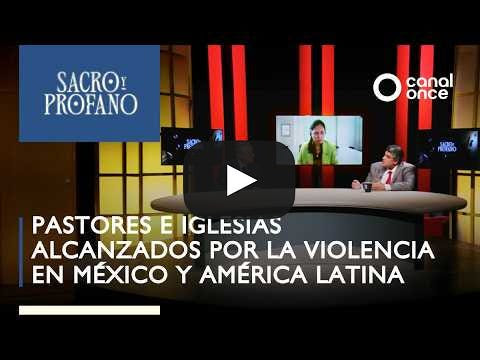 SACRO Y
PROFANO
canal
once
PASTORES E IGLESIAS
ALCANZADOS POR LA VIOLENCIA
EN MÉXICO Y AMÉRICA LATINA